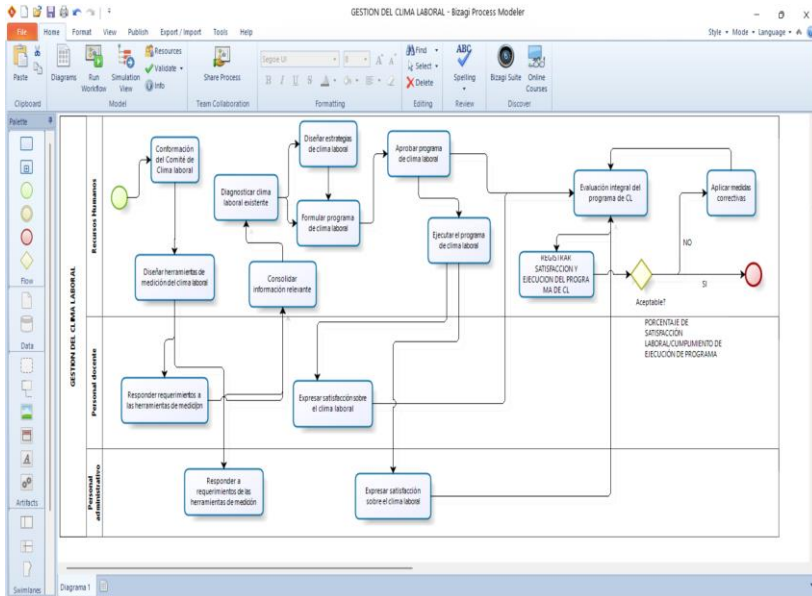 GESTION DEL CLIMA LABORAL - Bizagi Process Modeler
File Home Format View Publish Export / Import Tools Help
Style Mode Language
Paste
Clipboard
Diagrams
Run Workflow
Simulation View
Resources
Validate
Info
Model
Share Process
Team Collaboration
Segoe UI 8
B I U S A
Formatting
Find
Select
Delete
Editing
ABC
Spelling
Review
Bizagi Suite
Online Courses
Discover
Palette
Flow
Data
Artifacts
Swimlanes
GESTION DEL CLIMA LABORAL
Recursos Humanos
Conformación
del Comité de
Clima laboral
Diseñar estrategias
de clima laboral
Aprobar programa
de clima laboral
Diagnosticar clima
laboral existente
Formular programa
de clima laboral
Evaluación integral del
programa de CL
Aplicar medidas
correctivas
Ejecutar el programa
de clima laboral
Diseñar herramientas de
medición del clima laboral
Consolidar
información relevante
REGISTRAR
SATISFACCION Y
EJECUCION DEL PROGRA
MA DE CL
NO
SI
Aceptable?
PORCENTAJE DE
SATISFACCIÓN
LABORAL/CUMPLIMIENTO DE
EJECUCIÓN DE PROGRAMA
Personal docente
Responder requerimientos a
las herramientas de medición
Expresar satisfacción sobre
el clima laboral
Personal
administrativo
Responder a
requerimientos de las
herramientas de medición
Expresar satisfacción
sobre el clima laboral
Diagrama 1